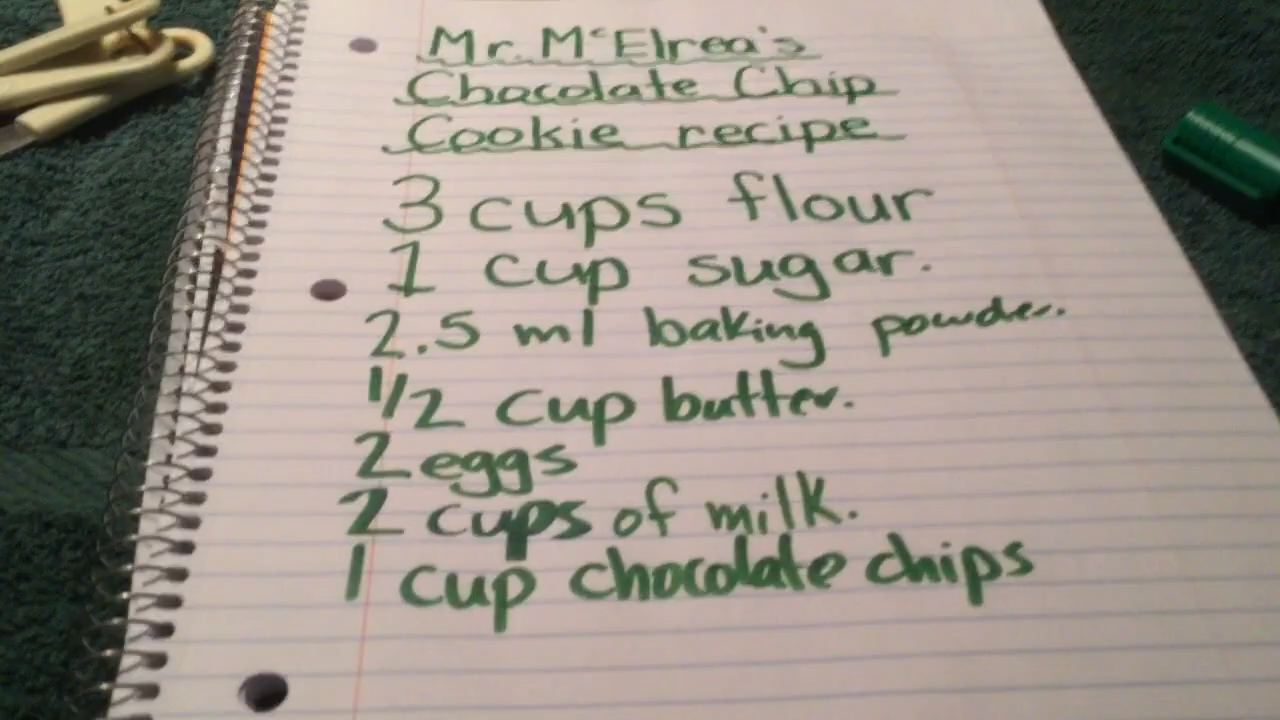 Mr. McElrea's
Chocolate Chip
Cookie recipe
3 cups flour
1 cup sugar.
2.5 ml baking powder.
1/2 cup butter.
2 eggs
2 cups of milk.
1 cup chocolate chips